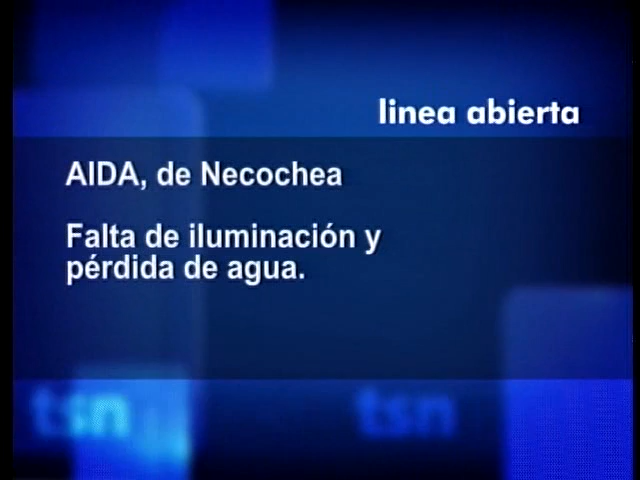 linea abierta
AIDA, de Necochea
Falta de iluminación y
pérdida de agua.
tsn tsn